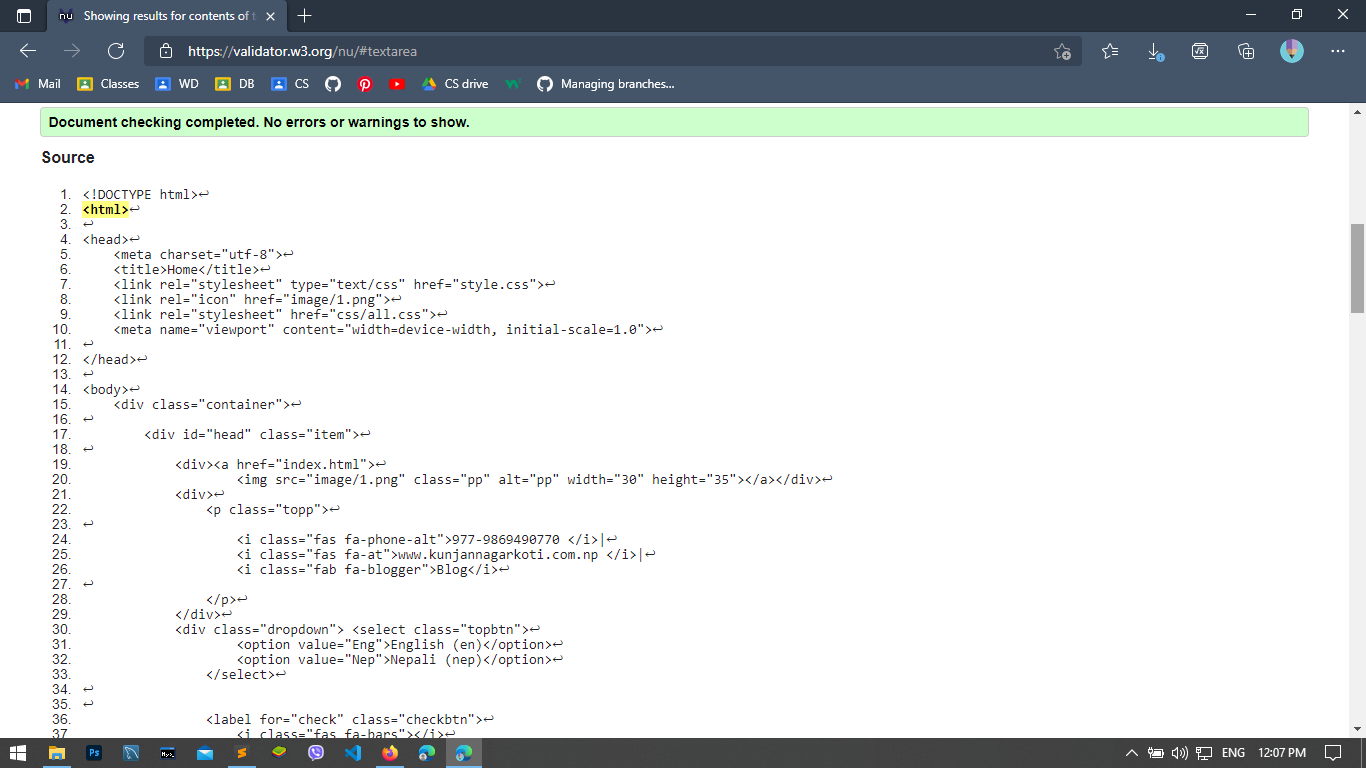 Showing results for contents of t
https://validator.w3.org/nu/#textarea
Mail Classes WD DB CS CS drive Managing branches...
Document checking completed. No errors or warnings to show.
Source
1. <!DOCTYPE html>↩
2. <html>↩
3. ↩
4. <head>↩
5. <meta charset="utf-8">↩
6. <title>Home</title>↩
7. <link rel="stylesheet" type="text/css" href="style.css">↩
8. <link rel="icon" href="image/1.png">↩
9. <link rel="stylesheet" href="css/all.css">↩
10. <meta name="viewport" content="width=device-width, initial-scale=1.0">↩
11. ↩
12. </head>↩
13. ↩
14. <body>↩
15. <div class="container">↩
16. ↩
17. <div id="head" class="item">↩
18. ↩
19. <div><a href="index.html">↩
20. <img src="image/1.png" class="pp" alt="pp" width="30" height="35"></a></div>↩
21. <div>↩
22. <p class="topp">↩
23. ↩
24. <i class="fas fa-phone-alt">977-9869490770 </i>|↩
25. <i class="fas fa-at">www.kunjannagarkoti.com.np </i>|↩
26. <i class="fab fa-blogger">Blog</i>↩
27. ↩
28. </p>↩
29. </div>↩
30. <div class="dropdown"> <select class="topbtn">↩
31. <option value="Eng">English (en)</option>↩
32. <option value="Nep">Nepali (nep)</option>↩
33. </select>↩
34. ↩
35. ↩
36. <label for="check" class="checkbtn">↩
37. <i class="fas fa-bars"></i>↩
ENG 12:07 PM